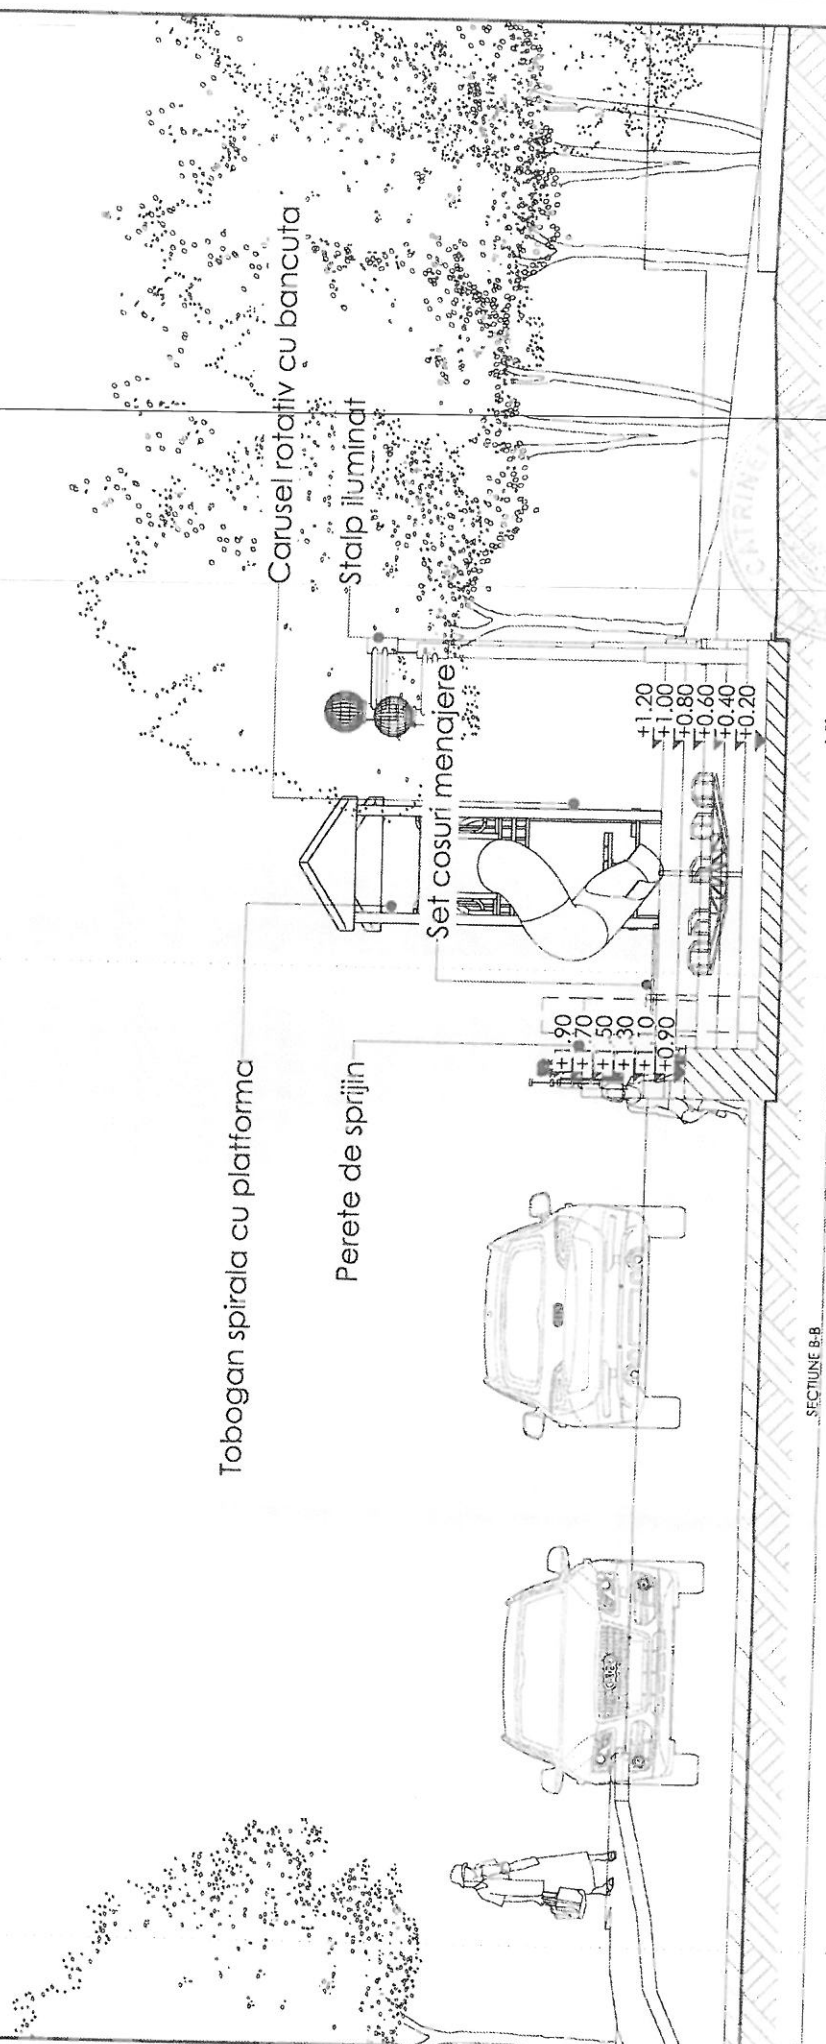 Tobogan spirala cu platforma
Carusel rotativ cu bancuta
Perete de sprijin
Stalp iluminat
Set cosuri menajere
+1.90
+1.70
+1.50
+1.30
+1.10
+0.90
+1.20
+1.00
+0.80
+0.60
+0.40
+0.20
SECTIUNE B-B